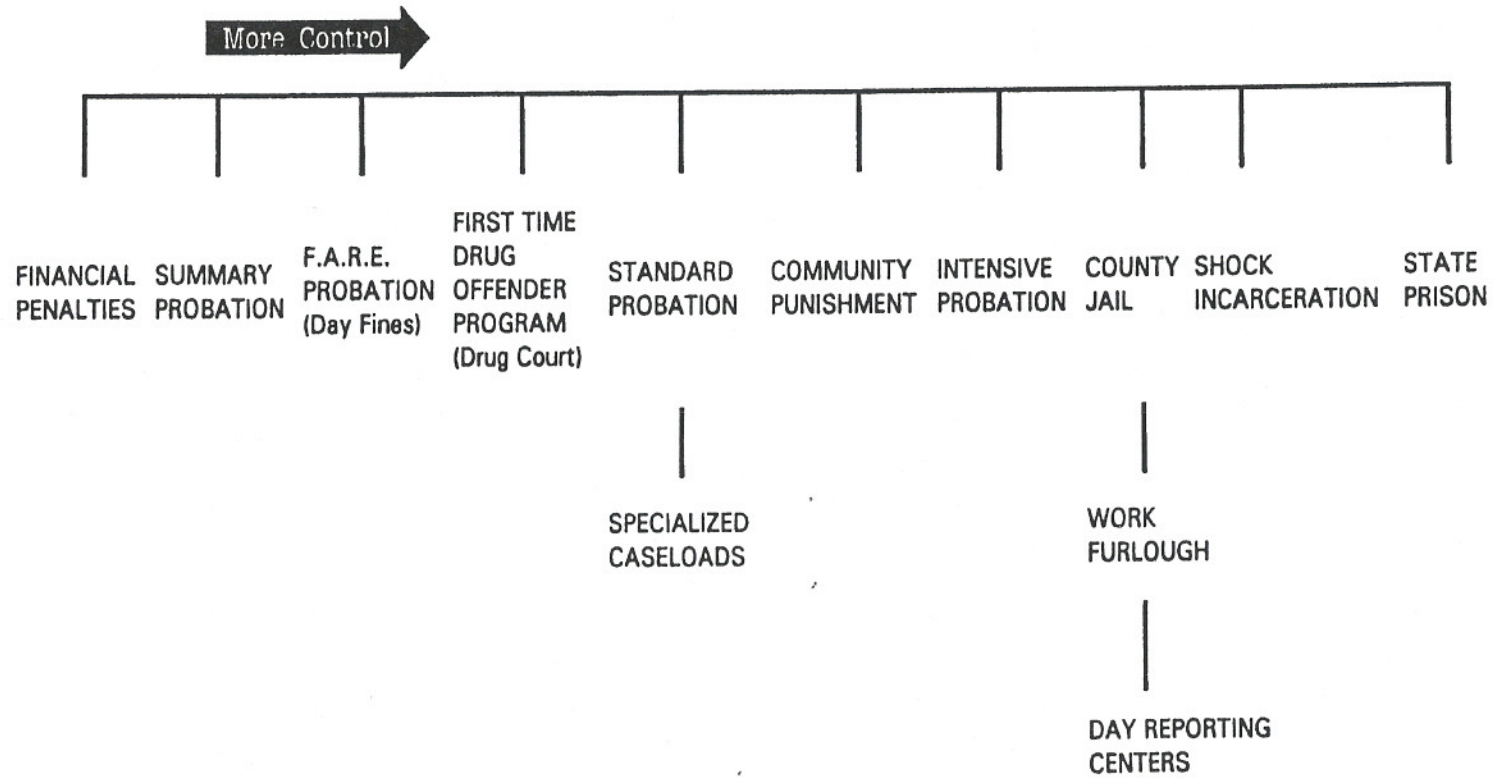 More Control
FINANCIAL
PENALTIES
SUMMARY
PROBATION
F.A.R.E.
PROBATION
(Day Fines)
FIRST TIME
DRUG
OFFENDER
PROGRAM
(Drug Court)
STANDARD
PROBATION
COMMUNITY
PUNISHMENT
INTENSIVE
PROBATION
COUNTY
JAIL
SHOCK
INCARCERATION
STATE
PRISON
SPECIALIZED
CASELOADS
WORK
FURLOUGH
DAY REPORTING
CENTERS